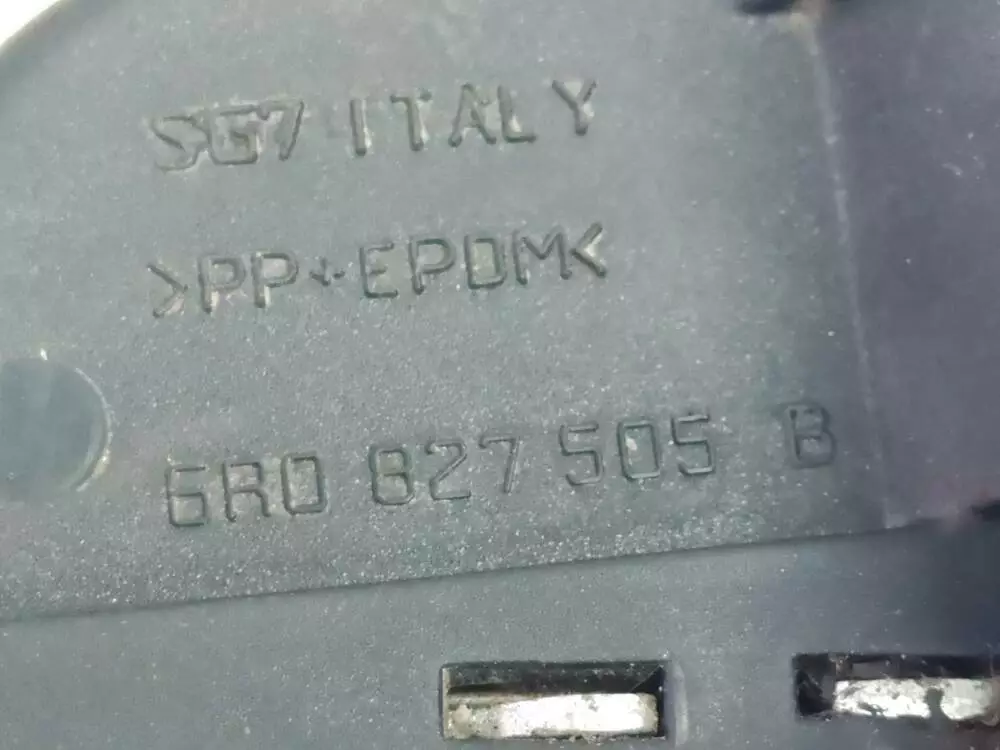 SG7 ITALY
>PP+EPDM<
6R0 827 505 B